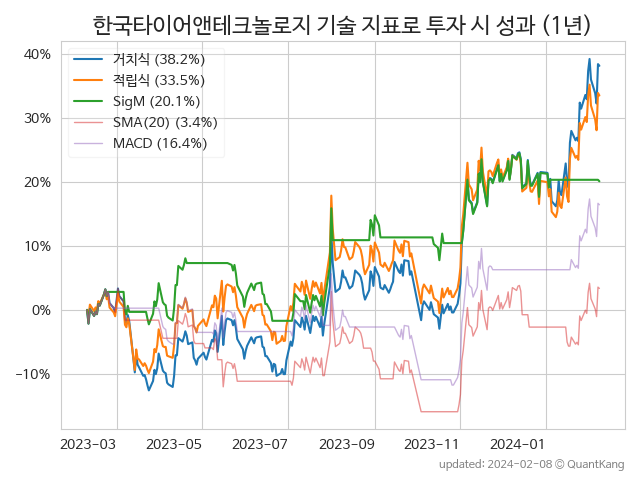 한국타이어앤테크놀로지 기술 지표로 투자 시 성과 (1년)
거치식 (38.2%)
적립식 (33.5%)
SigM (20.1%)
SMA(20) (3.4%)
MACD (16.4%)
40%
30%
20%
10%
0%
−10%
2023-03 2023-05 2023-07 2023-09 2023-11 2024-01
updated: 2024-02-08 ⓒ QuantKang